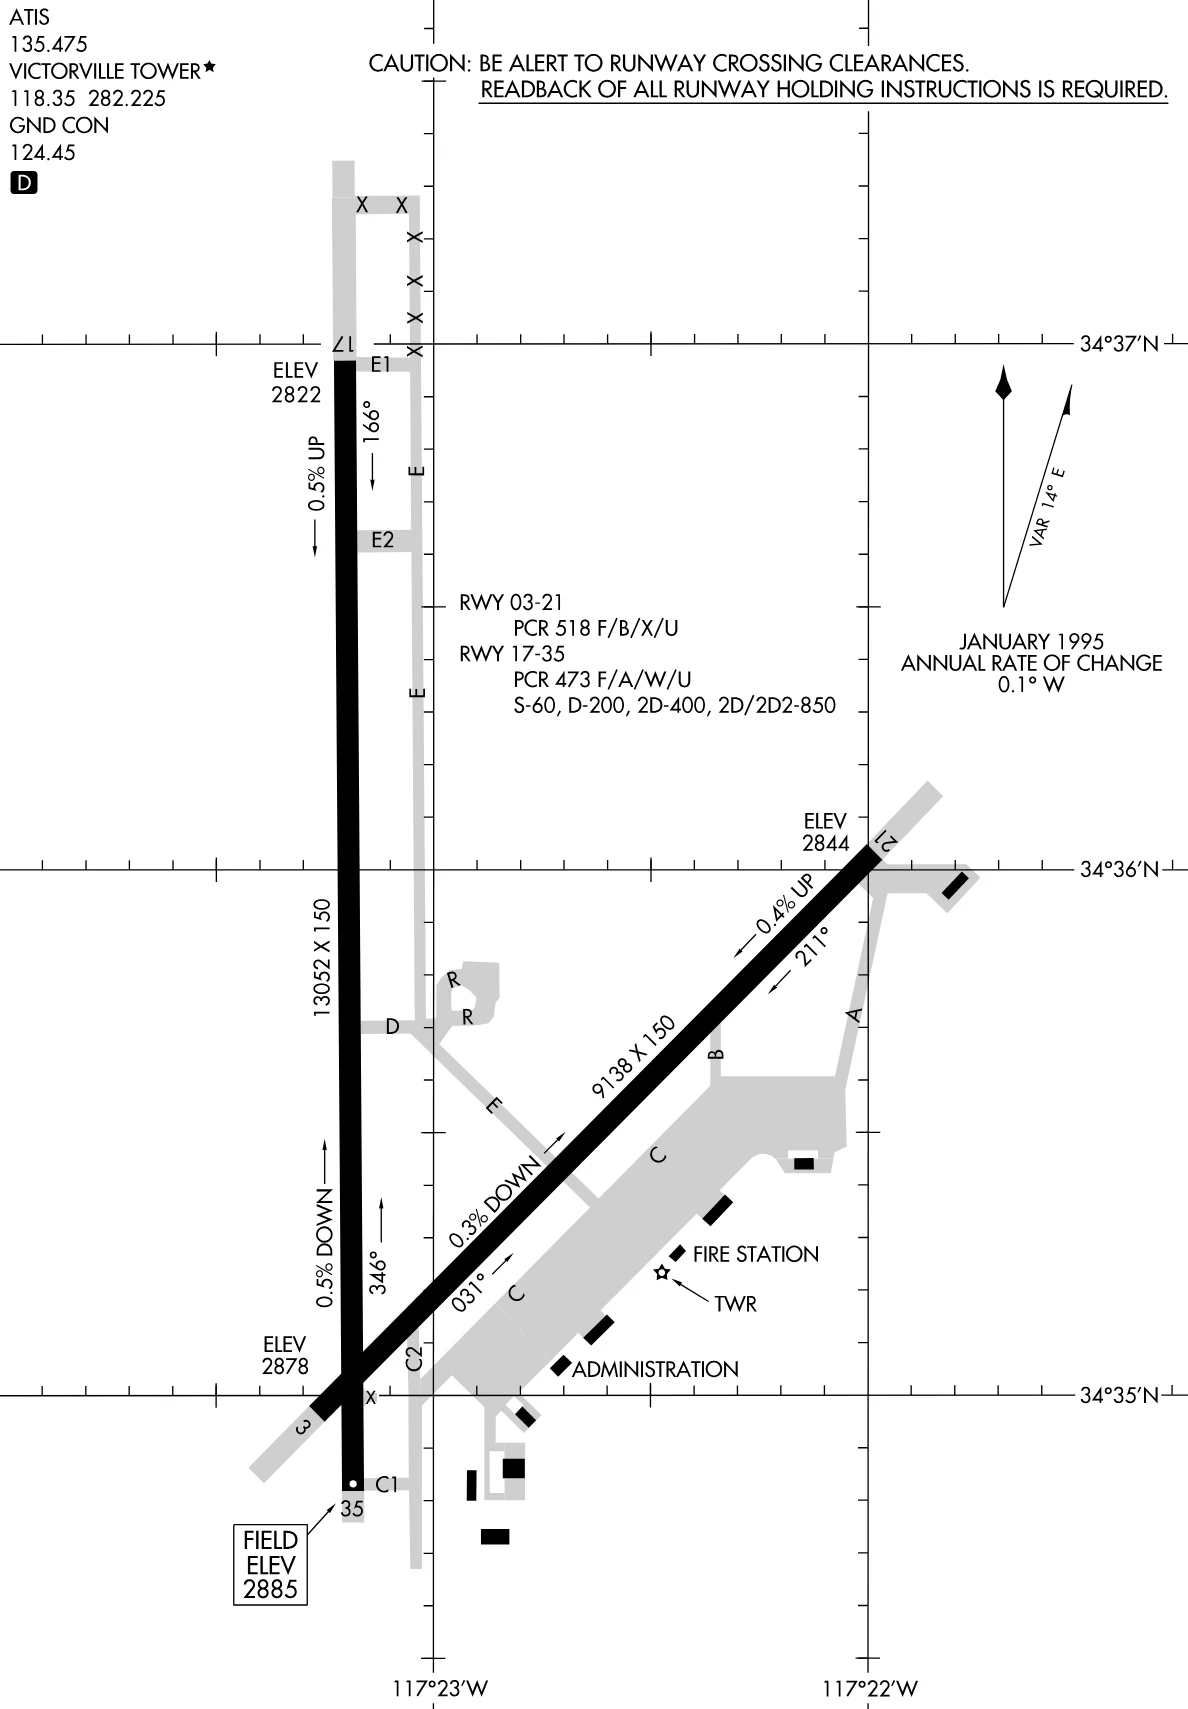 ATIS
135.475
VICTORVILLE TOWER★
118.35 282.225
GND CON
124.45
D
CAUTION: BE ALERT TO RUNWAY CROSSING CLEARANCES.
READBACK OF ALL RUNWAY HOLDING INSTRUCTIONS IS REQUIRED.
X X
X
X
X
X
17
34°37'N
E1
ELEV
2822
166°
0.5% UP
E
E2
VAR 14° E
RWY 03-21
PCR 518 F/B/X/U
RWY 17-35
PCR 473 F/A/W/U
S-60, D-200, 2D-400, 2D/2D2-850
JANUARY 1995
ANNUAL RATE OF CHANGE
0.1° W
E
ELEV
2844
21
34°36'N
0.4% UP
211°
13052 X 150
R
R
D
A
9138 X 150
B
E
C
0.3% DOWN
0.5% DOWN
346°
031°
C
FIRE STATION
TWR
ELEV
2878
C2
ADMINISTRATION
X
34°35'N
3
C1
35
FIELD
ELEV
2885
117°23'W
117°22'W